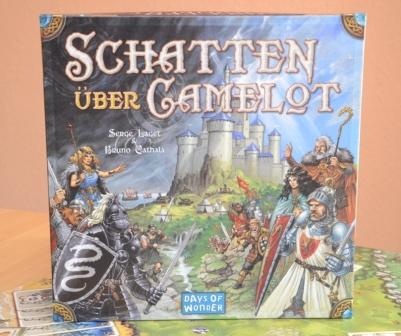 SCHATTEN
ÜBER CAMELOT
Serge Laget
&
Bruno Cathala
DAYS OF
WONDER